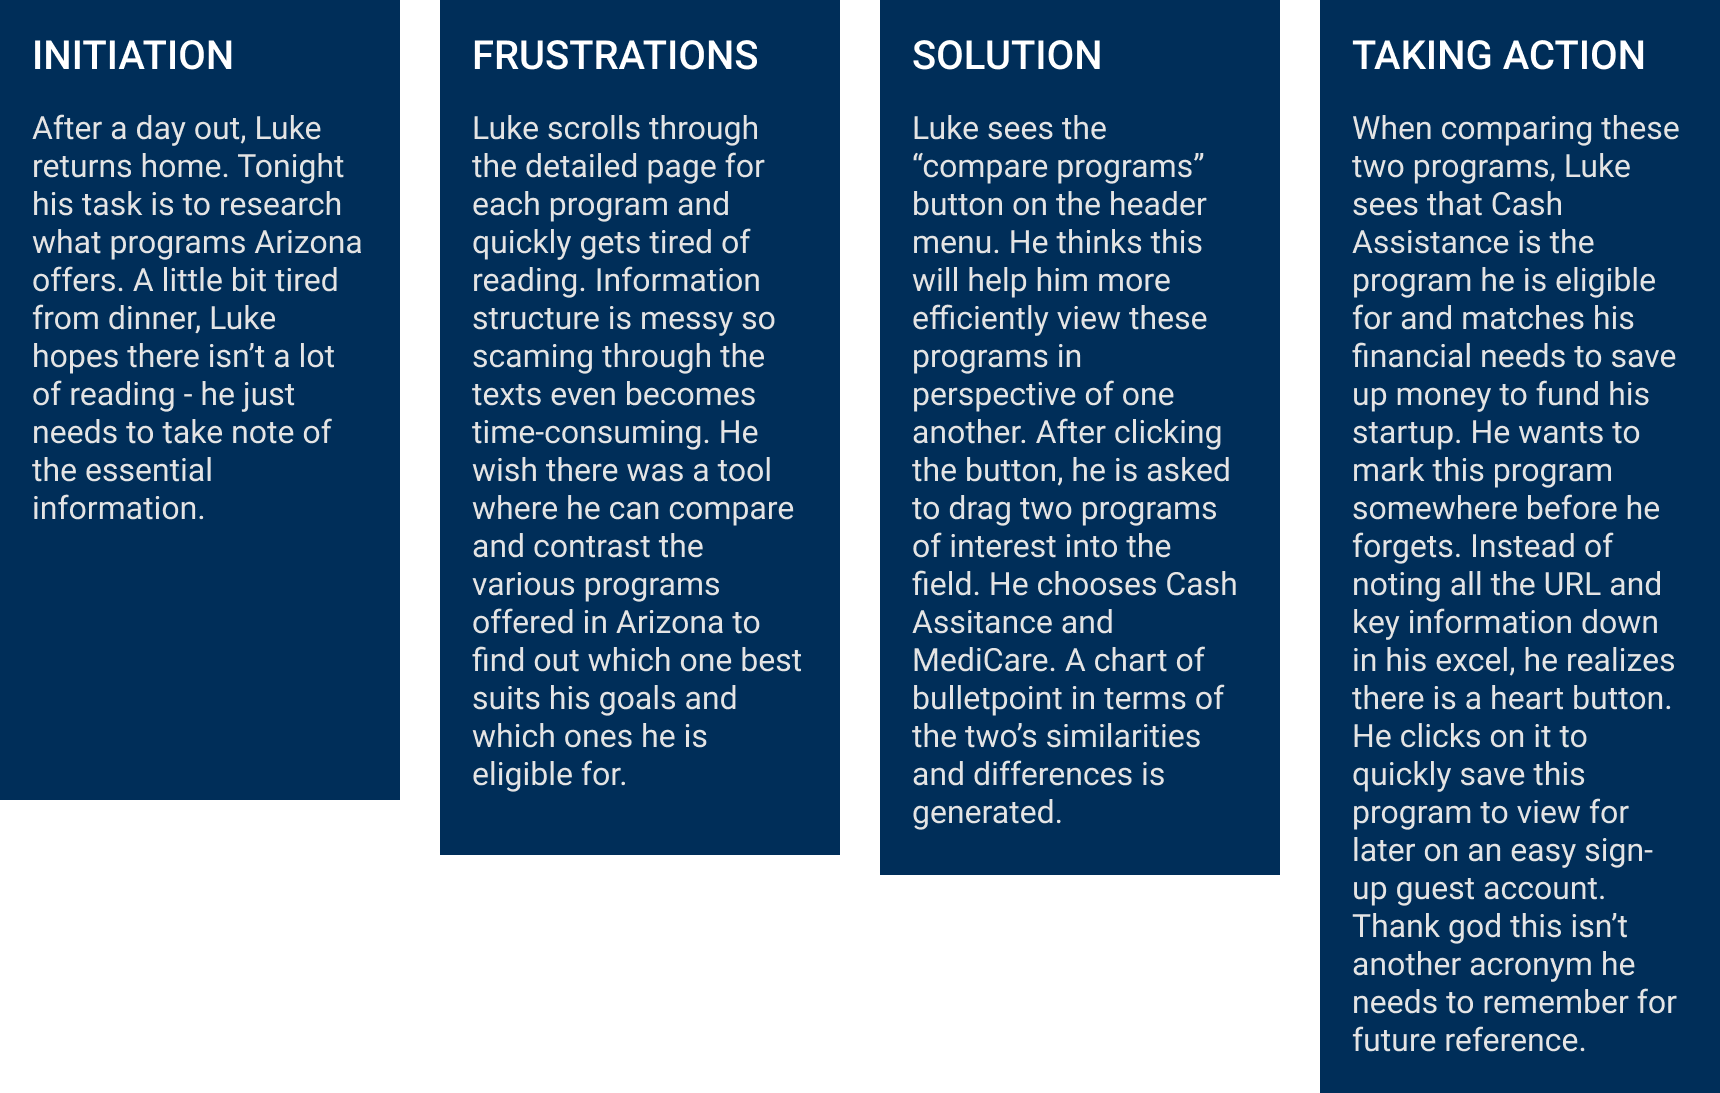 INITIATION
After a day out, Luke
returns home. Tonight
his task is to research
what programs Arizona
offers. A little bit tired
from dinner, Luke
hopes there isn’t a lot
of reading - he just
needs to take note of
the essential
information.
FRUSTRATIONS
Luke scrolls through
the detailed page for
each program and
quickly gets tired of
reading. Information
structure is messy so
scaming through the
texts even becomes
time-consuming. He
wish there was a tool
where he can compare
and contrast the
various programs
offered in Arizona to
find out which one best
suits his goals and
which ones he is
eligible for.
SOLUTION
Luke sees the
“compare programs”
button on the header
menu. He thinks this
will help him more
efficiently view these
programs in
perspective of one
another. After clicking
the button, he is asked
to drag two programs
of interest into the
field. He chooses Cash
Assitance and
MediCare. A chart of
bulletpoint in terms of
the two’s similarities
and differences is
generated.
TAKING ACTION
When comparing these
two programs, Luke
sees that Cash
Assistance is the
program he is eligible
for and matches his
financial needs to save
up money to fund his
startup. He wants to
mark this program
somewhere before he
forgets. Instead of
noting all the URL and
key information down
in his excel, he realizes
there is a heart button.
He clicks on it to
quickly save this
program to view for
later on an easy sign-
up guest account.
Thank god this isn’t
another acronym he
needs to remember for
future reference.